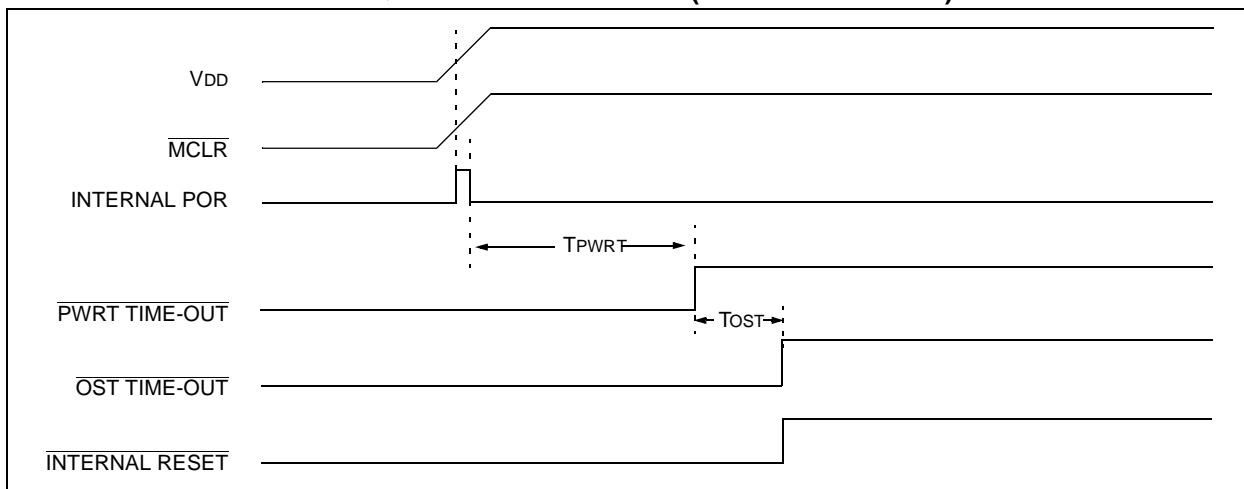 VDD
MCLR
INTERNAL POR
TPWRT
PWRT TIME-OUT
TOST
OST TIME-OUT
INTERNAL RESET